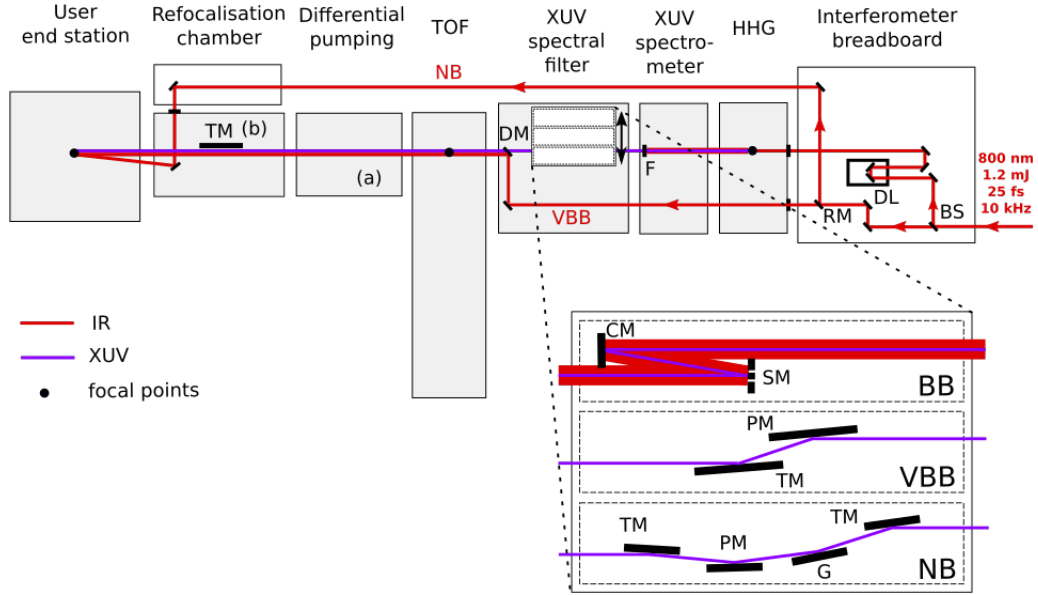 User
end station
Refocalisation
chamber
Differential
pumping
TOF
XUV
spectral
filter
XUV
spectro-
meter
HHG
Interferometer
breadboard
NB
TM
(b)
(a)
DM
F
VBB
RM
DL
BS
800 nm
1.2 mJ
25 fs
10 kHz
IR
XUV
focal points
CM
SM
BB
PM
TM
VBB
TM
PM
G
TM
NB